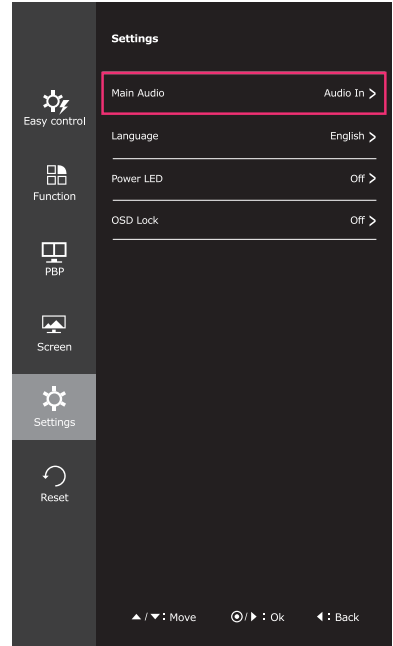 Settings
Main Audio Audio In >
Language English >
Power LED Off >
OSD Lock Off >
Easy control
Function
PBP
Screen
Settings
Reset
▲ / ▼ : Move ◉ / ▶ : Ok ◀ : Back